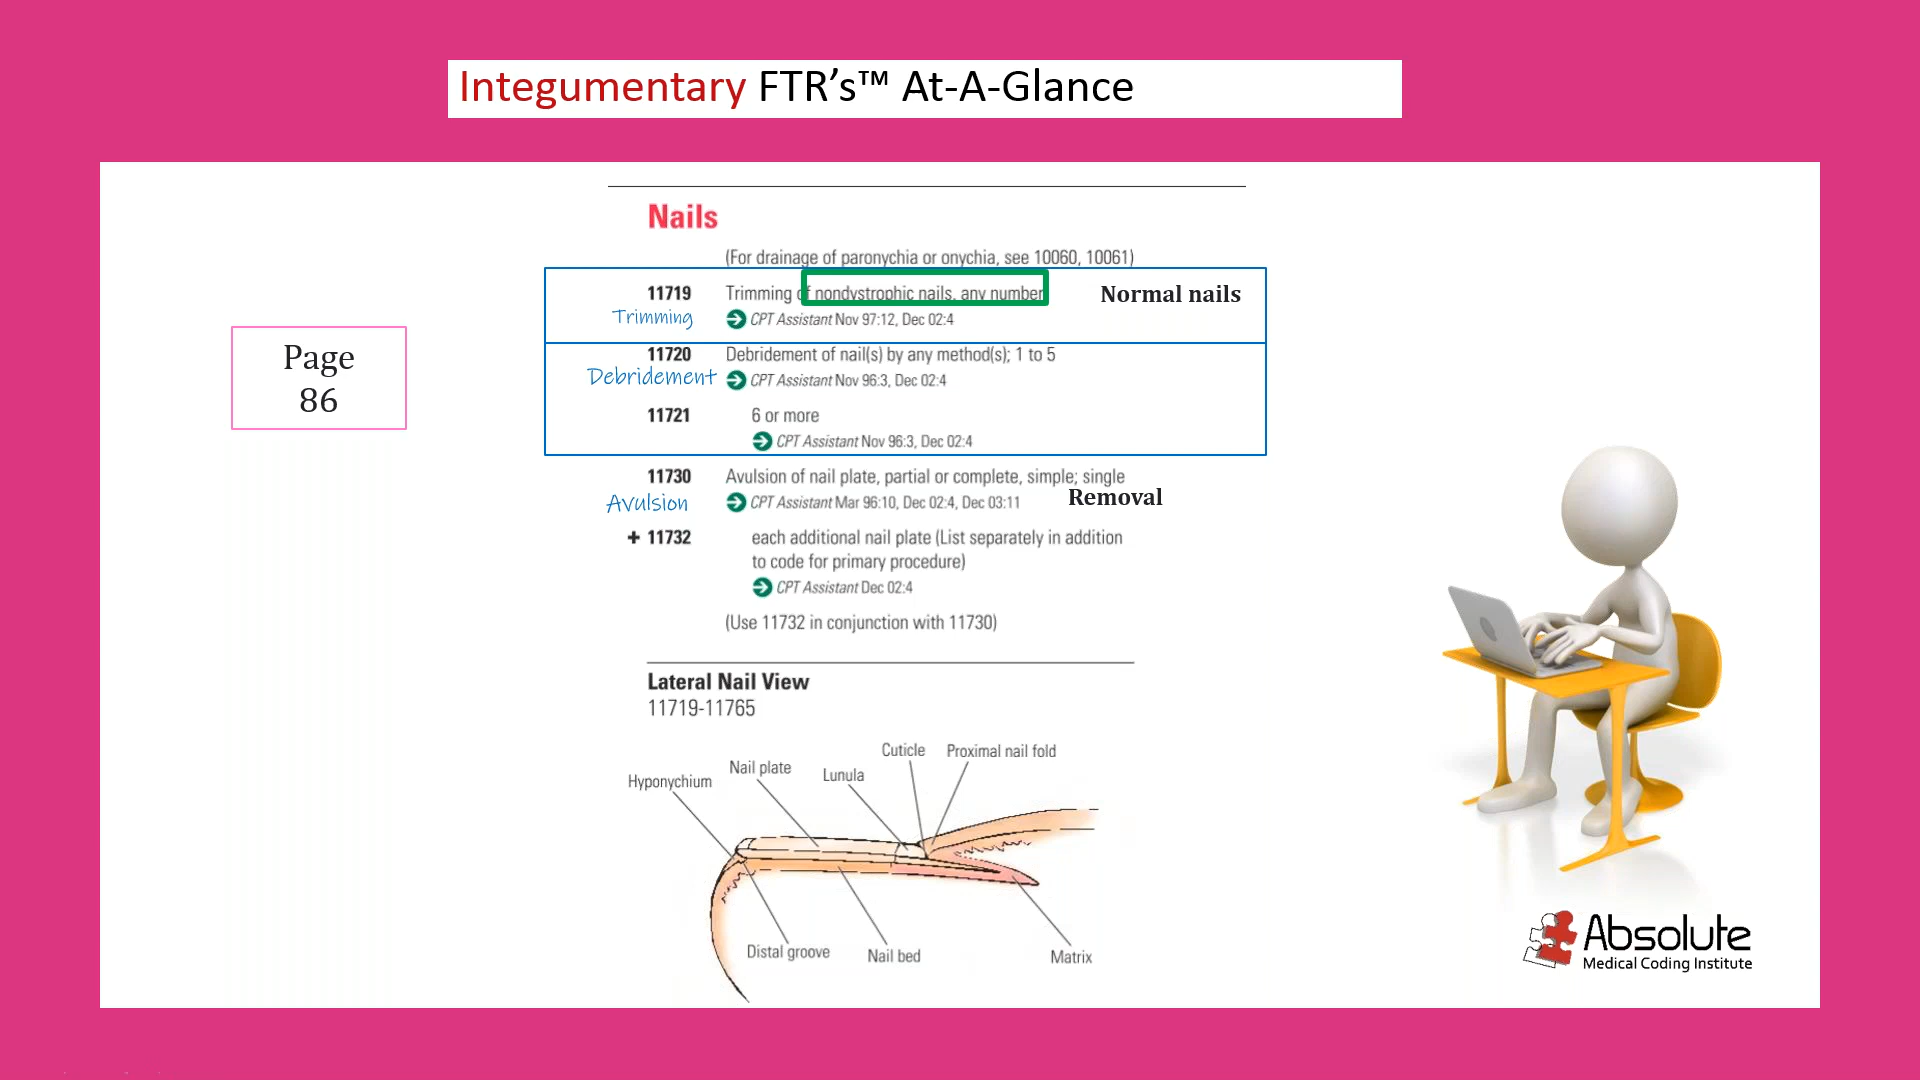 Integumentary FTR’s™ At-A-Glance
Page
86
Nails
(For drainage of paronychia or onychia, see 10060, 10061)
11719 Trimming of nondystrophic nails, any number Normal nails
Trimming CPT Assistant Nov 97:12, Dec 02:4
11720 Debridement of nail(s) by any method(s); 1 to 5
Debridement CPT Assistant Nov 96:3, Dec 02:4
11721 6 or more
CPT Assistant Nov 96:3, Dec 02:4
11730 Avulsion of nail plate, partial or complete, simple; single
Avulsion CPT Assistant Mar 96:10, Dec 02:4, Dec 03:11 Removal
+ 11732 each additional nail plate (List separately in addition
to code for primary procedure)
CPT Assistant Dec 02:4
(Use 11732 in conjunction with 11730)
Lateral Nail View
11719-11765
Cuticle Proximal nail fold
Nail plate Lunula
Hyponychium
Distal groove Nail bed Matrix
Absolute
Medical Coding Institute